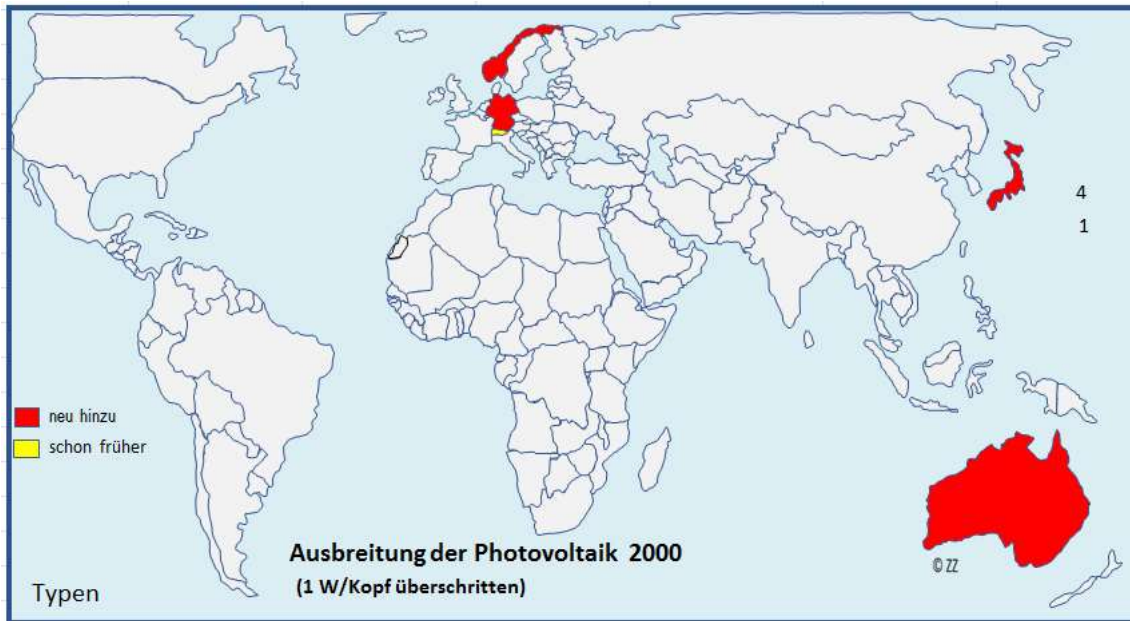 4
1
neu hinzu
schon früher
Ausbreitung der Photovoltaik 2000
(1 W/Kopf überschritten)
© ZZ
Typen